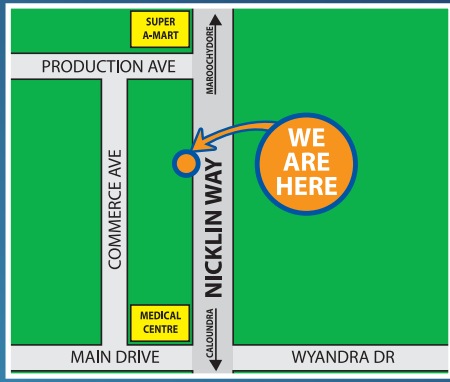 SUPER
A-MART
MAROOCHYDORE
PRODUCTION AVE
WE
ARE
HERE
COMMERCE AVE
NICKLIN WAY
MEDICAL
CENTRE
CALOUNDRA
MAIN DRIVE
WYANDRA DR